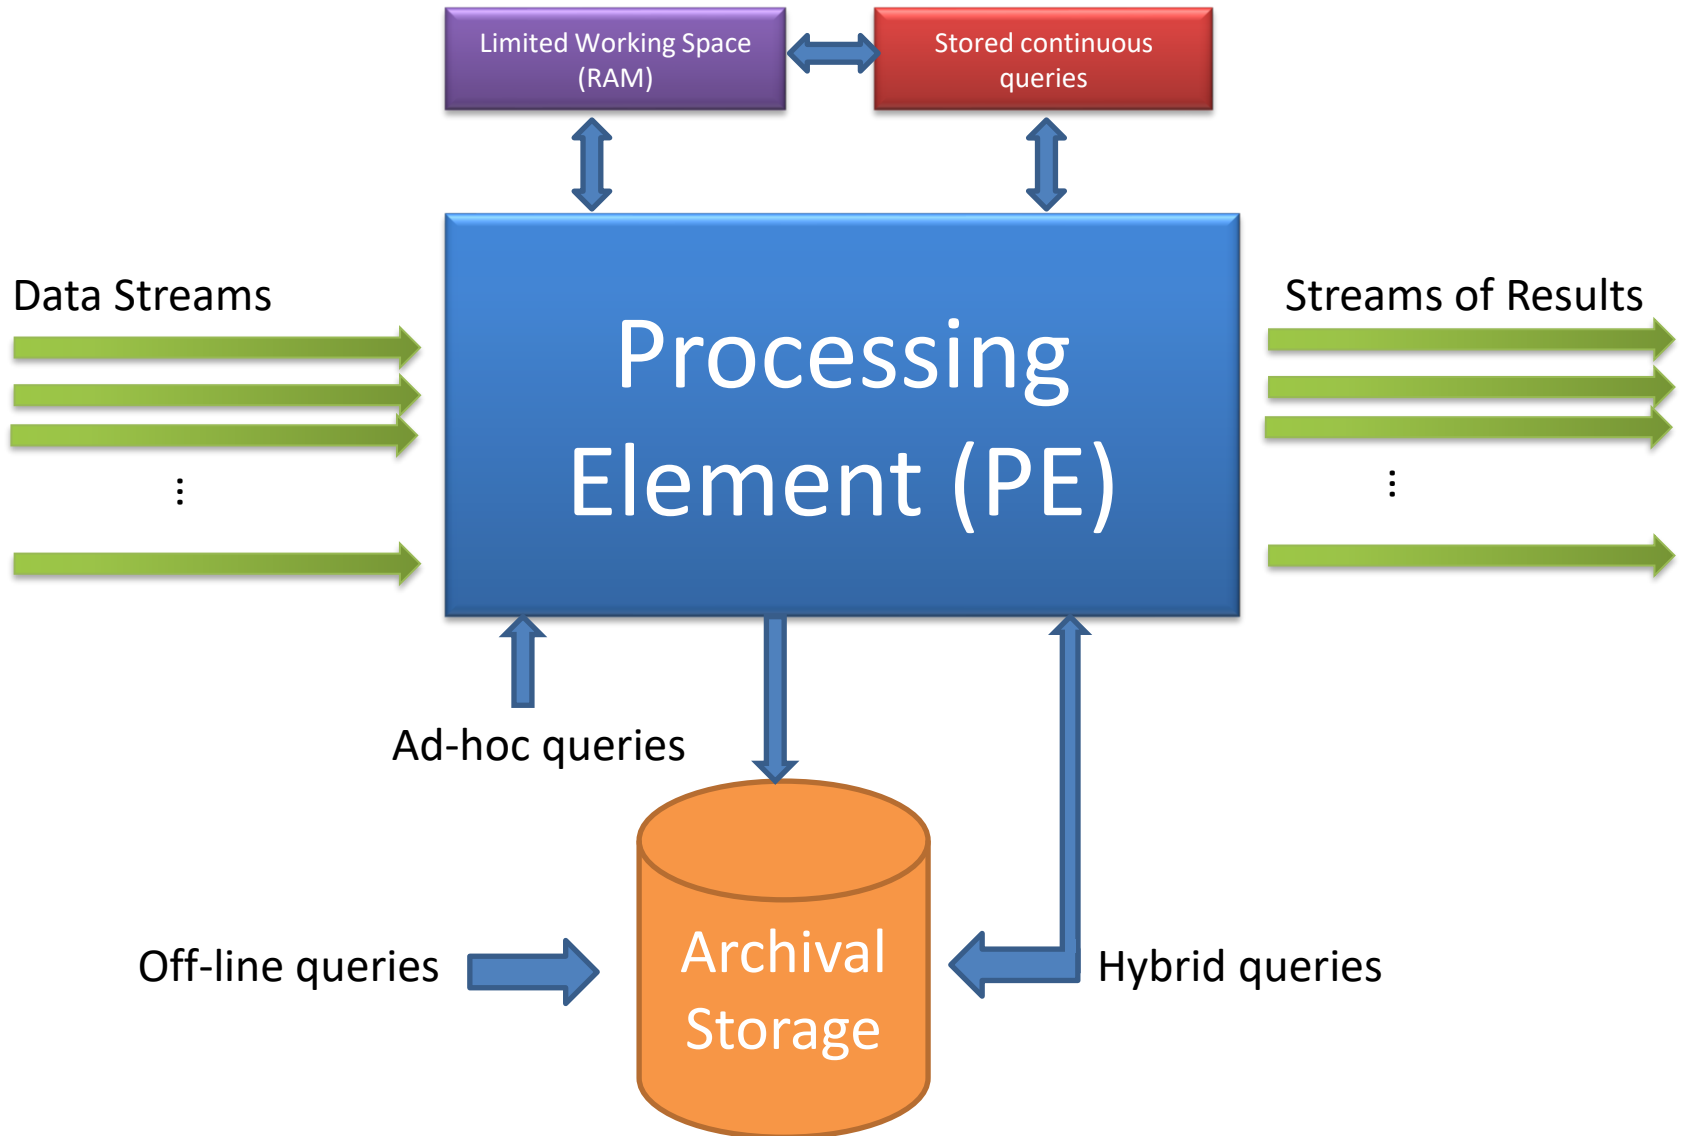 Limited Working Space
(RAM)
Stored continuous
queries
Data Streams
Streams of Results
Processing
Element (PE)
...
...
Ad-hoc queries
Off-line queries
Archival
Storage
Hybrid queries